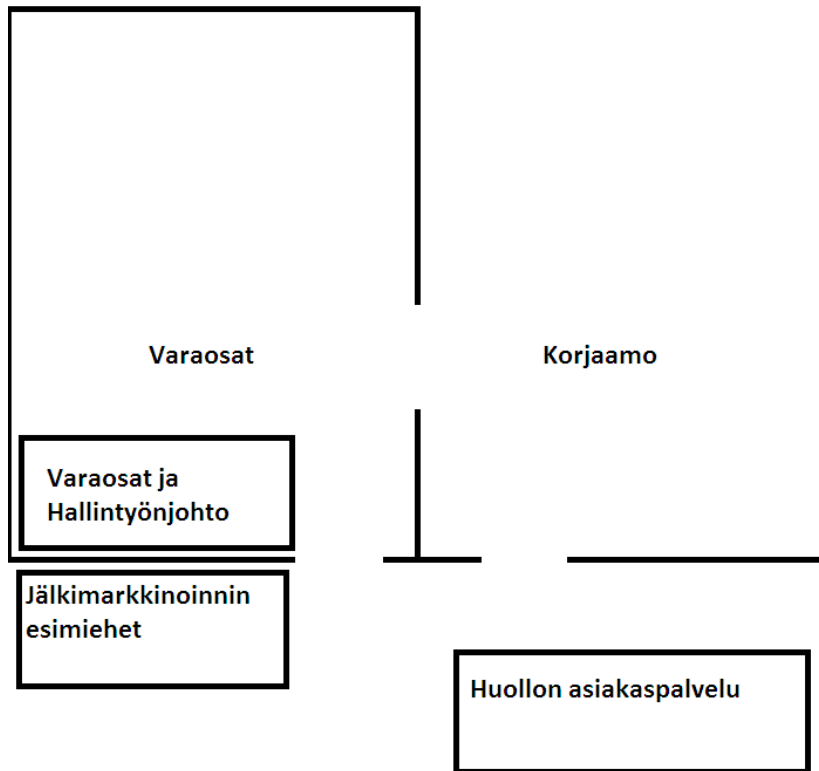 Varaosat
Korjaamo
Varaosat ja
Hallintyönjohto
Jälkimarkkinoinnin
esimiehet
Huollon asiakaspalvelu